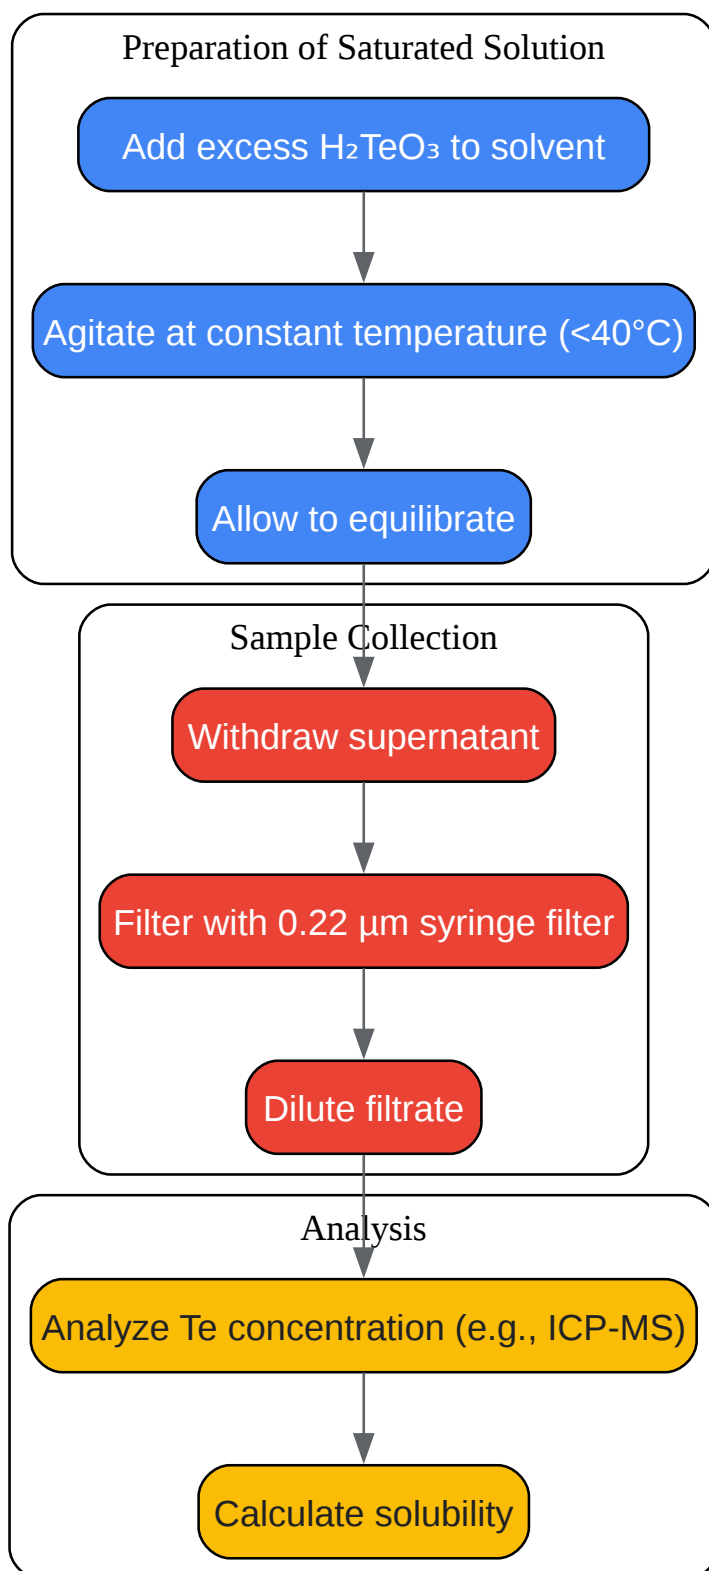 Preparation of Saturated Solution
Add excess H₂TeO₃ to solvent
Agitate at constant temperature (<40°C)
Allow to equilibrate
Sample Collection
Withdraw supernatant
Filter with 0.22 µm syringe filter
Dilute filtrate
Analysis
Analyze Te concentration (e.g., ICP-MS)
Calculate solubility